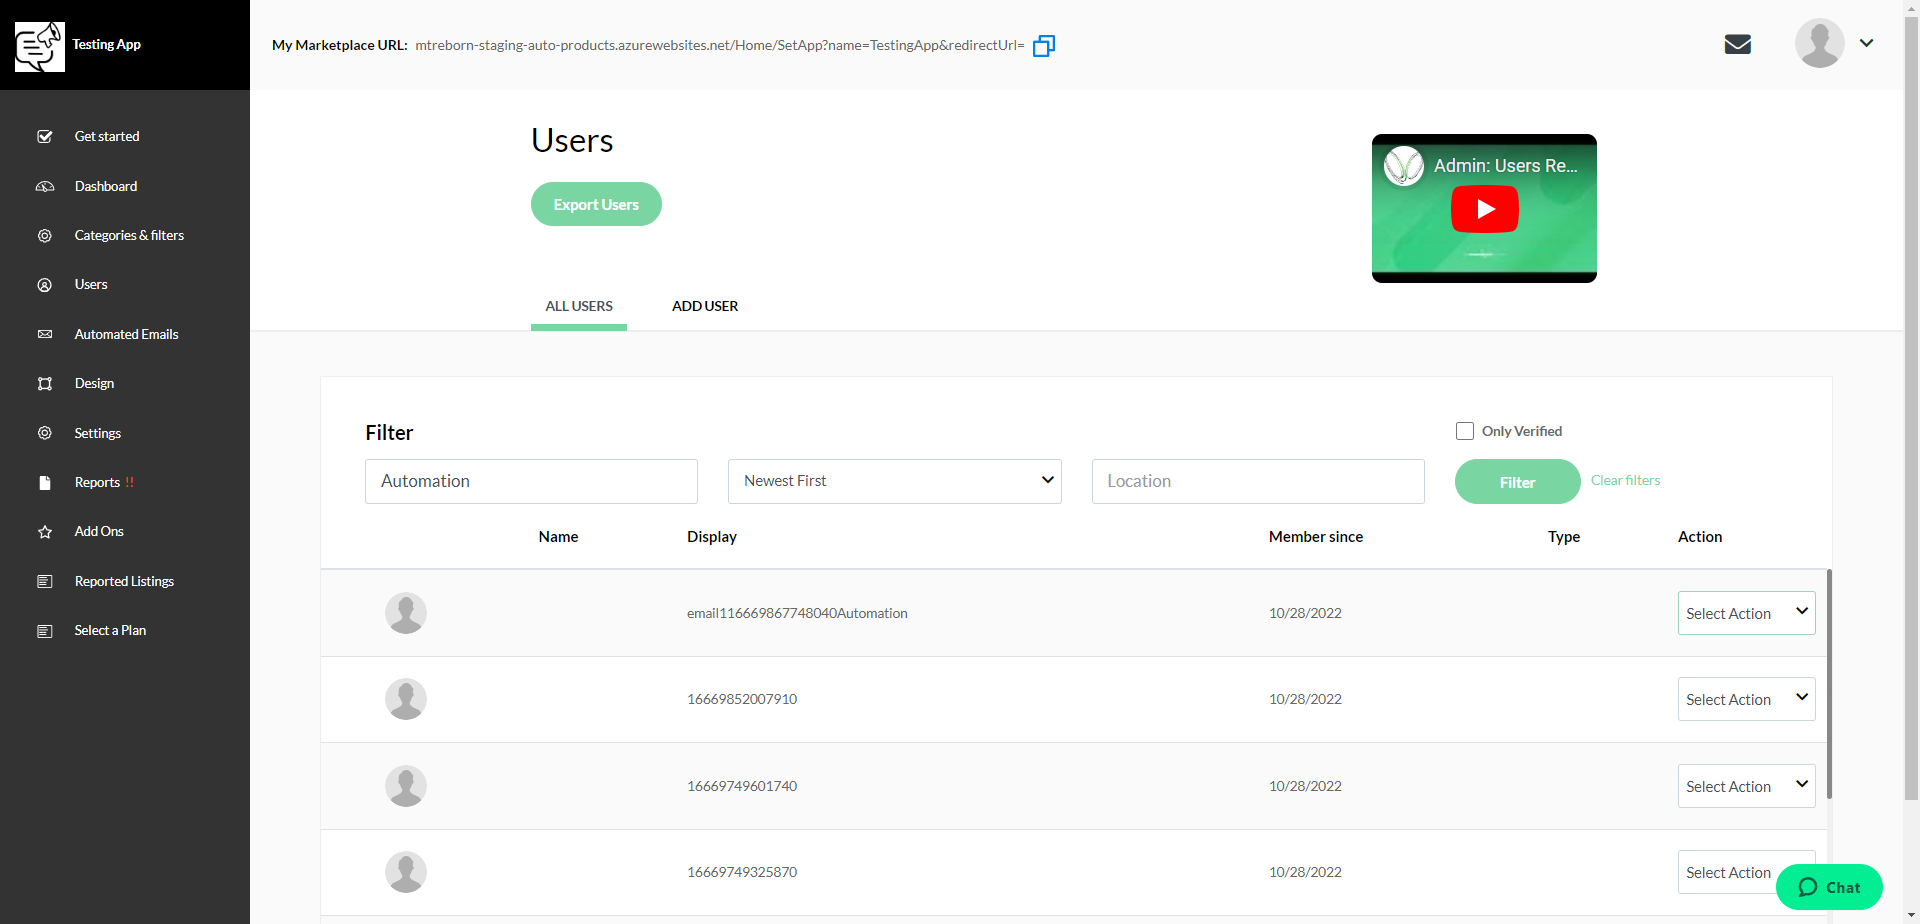 Testing App
My Marketplace URL: mtreborn-staging-auto-products.azurewebsites.net/Home/SetApp?name=TestingApp&redirectUrl=
Get started
Dashboard
Categories & filters
Users
Automated Emails
Design
Settings
Reports !!
Add Ons
Reported Listings
Select a Plan
Users
Export Users
Admin: Users Re...
ALL USERS ADD USER
Filter
Only Verified
Automation Newest First Location Filter Clear filters
Name Display Member since Type Action
email116669867748040Automation 10/28/2022 Select Action
16669852007910 10/28/2022 Select Action
16669749601740 10/28/2022 Select Action
16669749325870 10/28/2022 Select Action
Chat